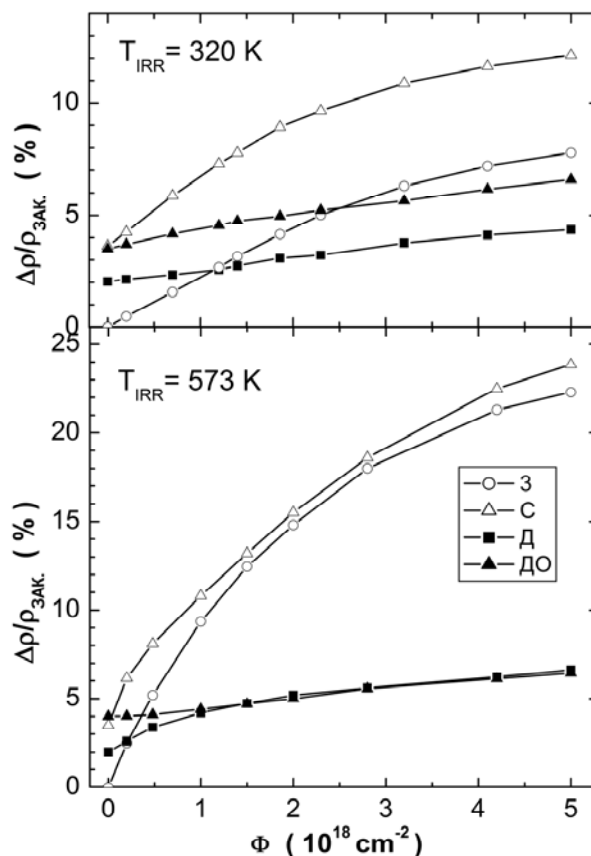 T_IRR = 320 K
Δρ/ρ_ЗАК. ( % )
10
5
0
T_IRR = 573 K
Δρ/ρ_ЗАК. ( % )
25
20
15
10
5
0
З
С
Д
ДО
0 1 2 3 4 5
Φ ( 10^18 cm^-2 )